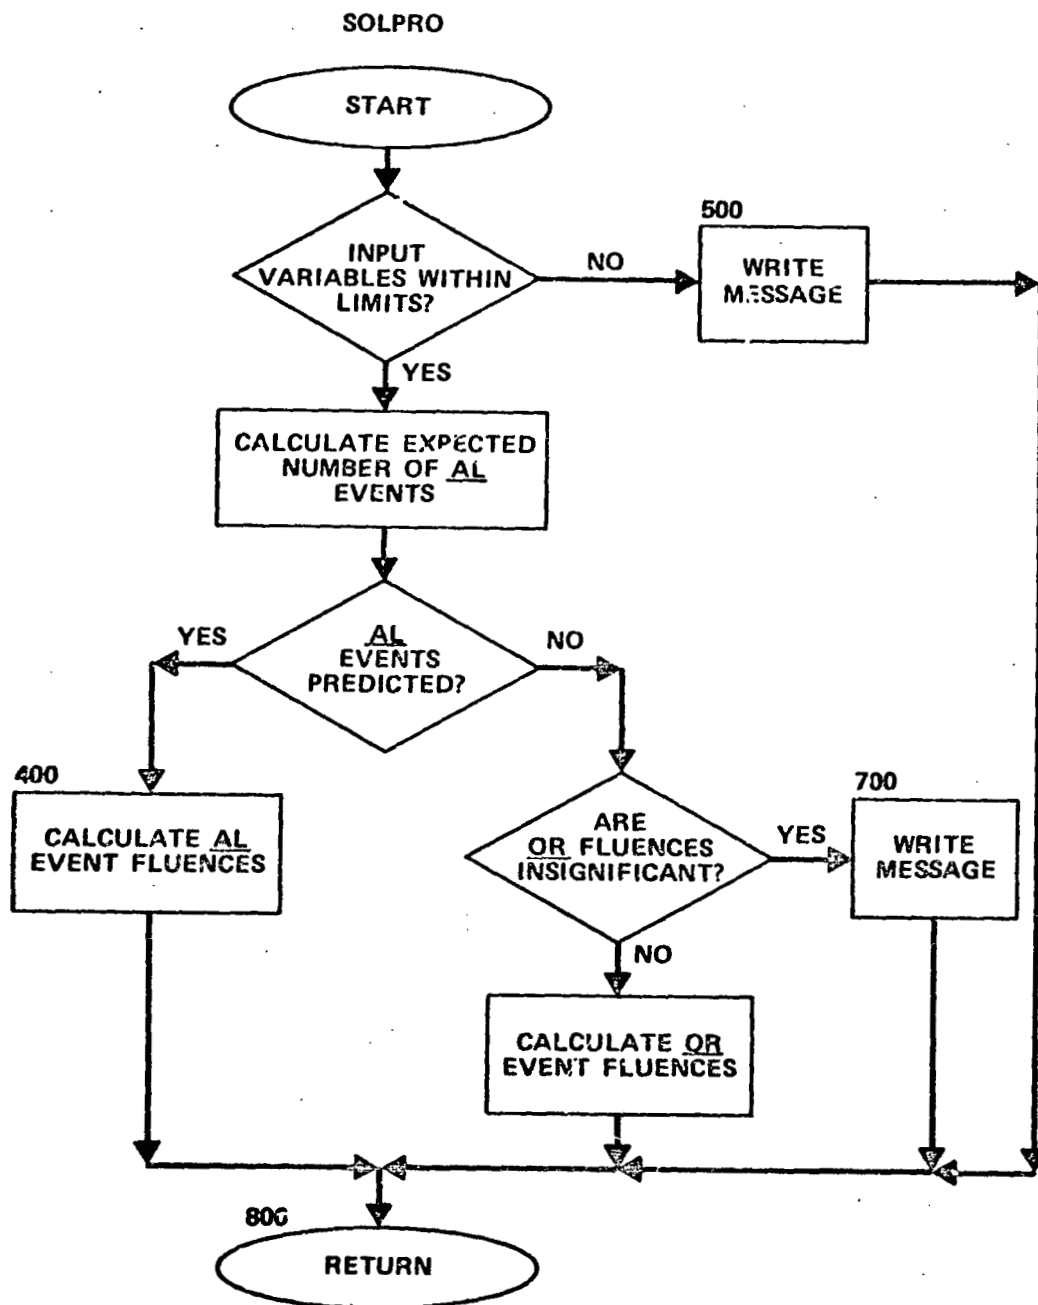 SOLPRO
START
INPUT
VARIABLES WITHIN
LIMITS?
NO
500
WRITE
MESSAGE
YES
CALCULATE EXPECTED
NUMBER OF AL
EVENTS
YES
AL
EVENTS
PREDICTED?
NO
400
CALCULATE AL
EVENT FLUENCES
ARE
OR FLUENCES
INSIGNIFICANT?
YES
700
WRITE
MESSAGE
NO
CALCULATE OR
EVENT FLUENCES
800
RETURN